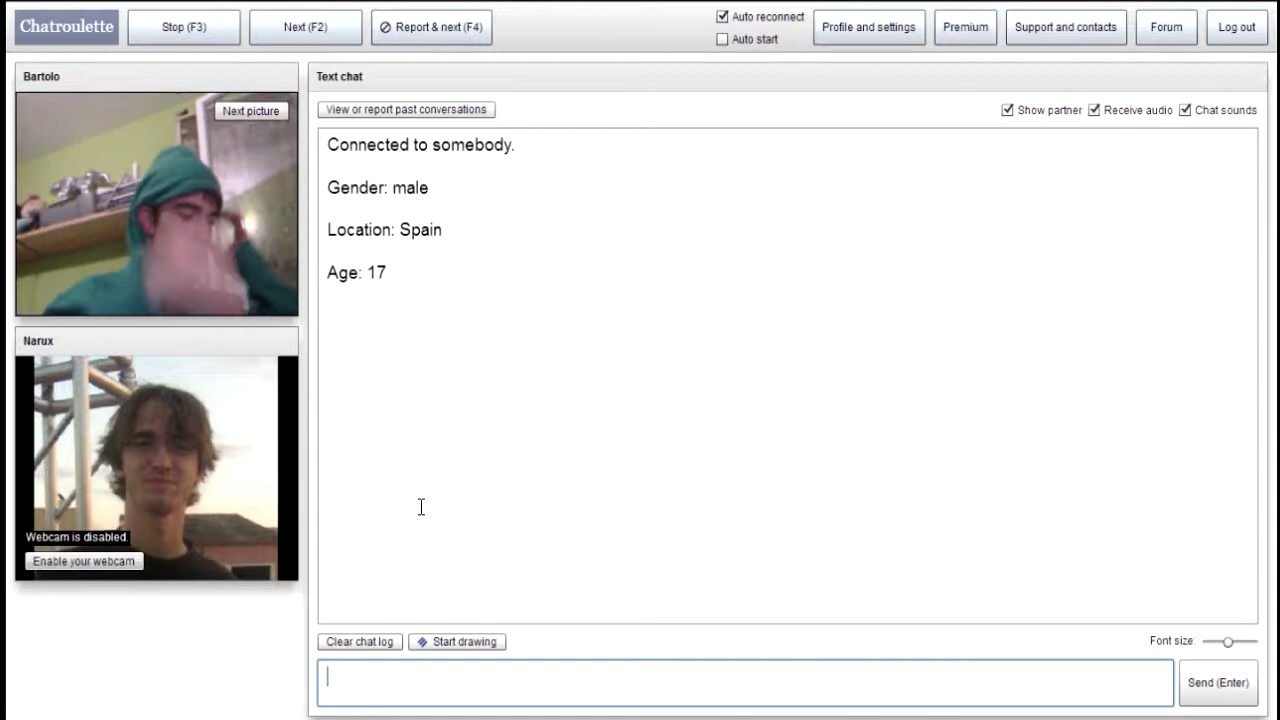 Chatroulette
Stop (F3)
Next (F2)
Report & next (F4)
Auto reconnect
Auto start
Profile and settings
Premium
Support and contacts
Forum
Log out
Bartolo
Next picture
Narux
Webcam is disabled.
Enable your webcam
Text chat
View or report past conversations
Show partner
Receive audio
Chat sounds
Connected to somebody.
Gender: male
Location: Spain
Age: 17
Clear chat log
Start drawing
Font size:
Send (Enter)